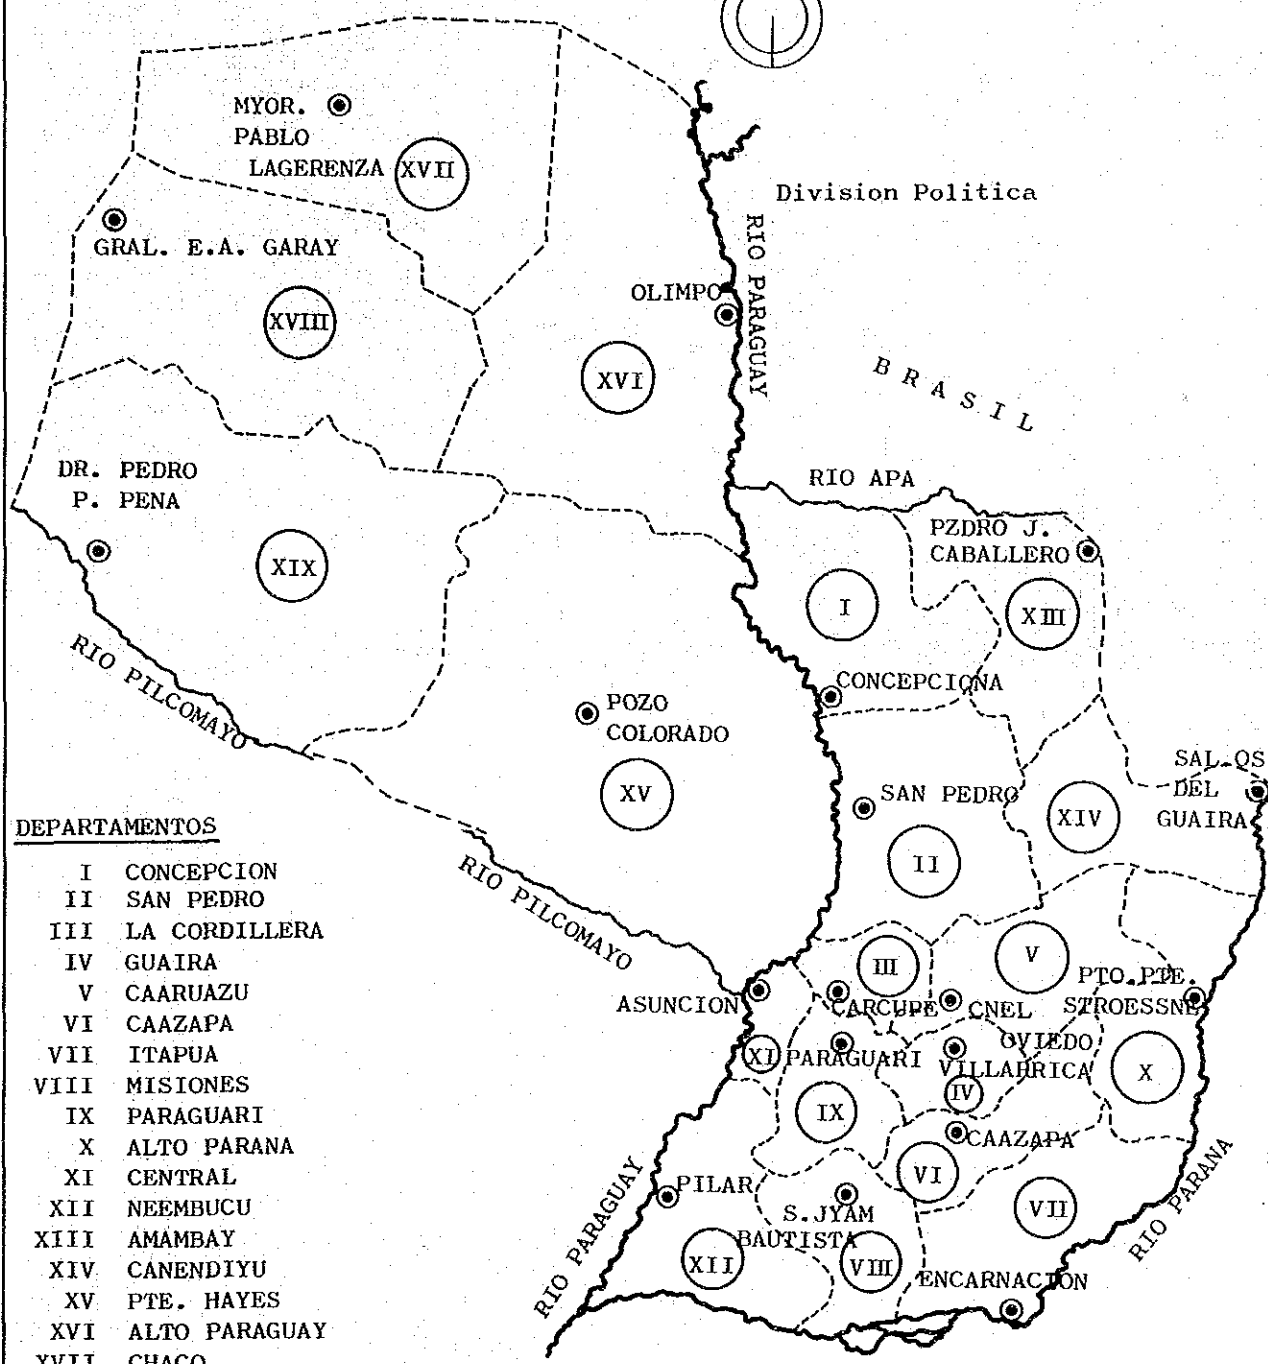 MYOR.
PABLO
LAGERENZA
XVII
Division Politica
GRAL. E.A. GARAY
RIO PARAGUAY
OLIMPO
XVIII
XVI
BRASIL
DR. PEDRO
P. PENA
RIO APA
PZDRO J.
CABALLERO
XIX
I
XIII
RIO PILCOMAYO
CONCEPCIONA
POZO
COLORADO
SAL.OS
DEL
GUAIRA
XV
SAN PEDRO
XIV
II
RIO PILCOMAYO
III
V
PTO.PTE.
STROESSNE
ASUNCION
CARCUPE
CNEL
OVIEDO
XI
PARAGUARI
VILLARRICA
X
IV
IX
CAAZAPA
VI
PILAR
S.JYAM
BAUTISTA
VII
RIO PARANA
RIO PARAGUAY
XII
VIII
ENCARNACION
DEPARTAMENTOS
I CONCEPCION
II SAN PEDRO
III LA CORDILLERA
IV GUAIRA
V CAARUAZU
VI CAAZAPA
VII ITAPUA
VIII MISIONES
IX PARAGUARI
X ALTO PARANA
XI CENTRAL
XII NEEMBUCU
XIII AMAMBAY
XIV CANENDIYU
XV PTE. HAYES
XVI ALTO PARAGUAY
XVII CHACO